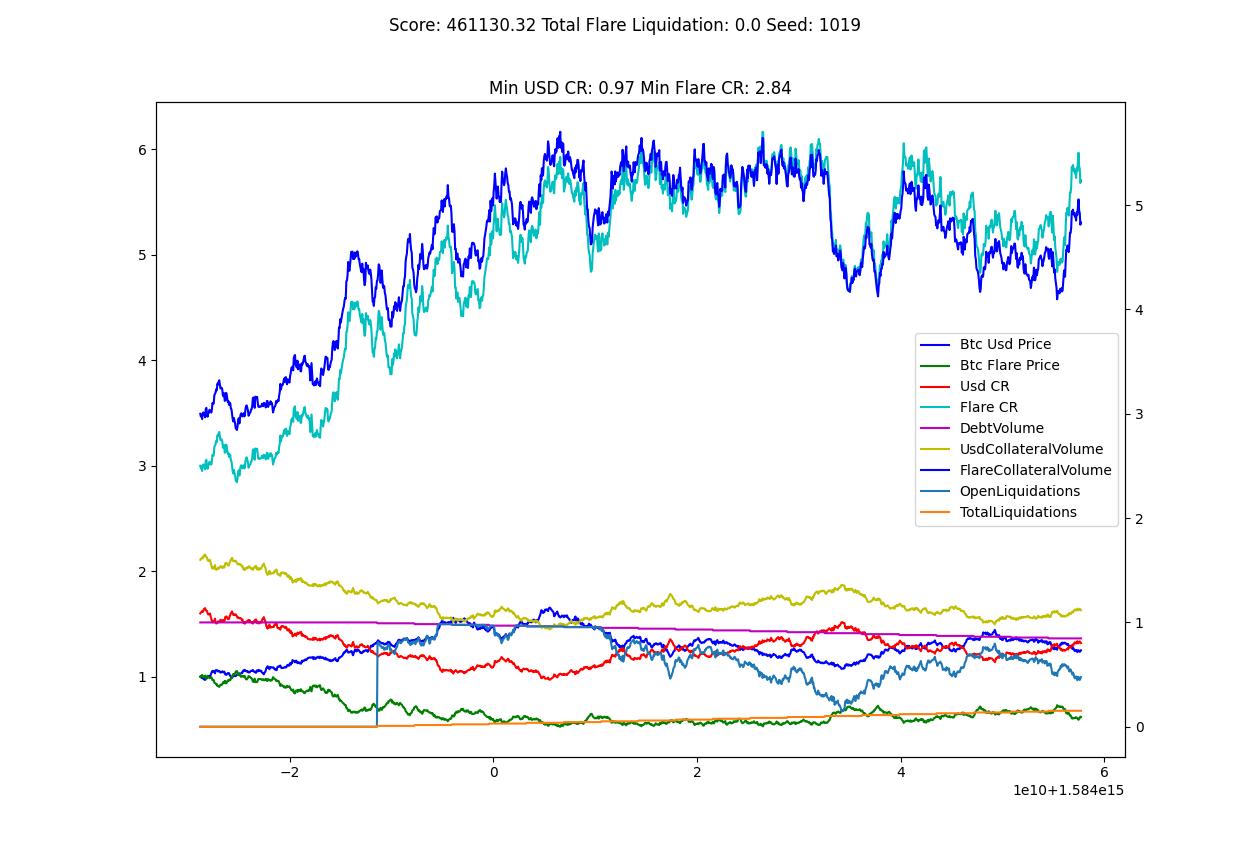 Score: 461130.32 Total Flare Liquidation: 0.0 Seed: 1019
Min USD CR: 0.97 Min Flare CR: 2.84
6
5
4
3
2
1
5
4
3
2
1
0
Btc Usd Price
Btc Flare Price
Usd CR
Flare CR
DebtVolume
UsdCollateralVolume
FlareCollateralVolume
OpenLiquidations
TotalLiquidations
−2 0 2 4 6
1e10+1.584e15